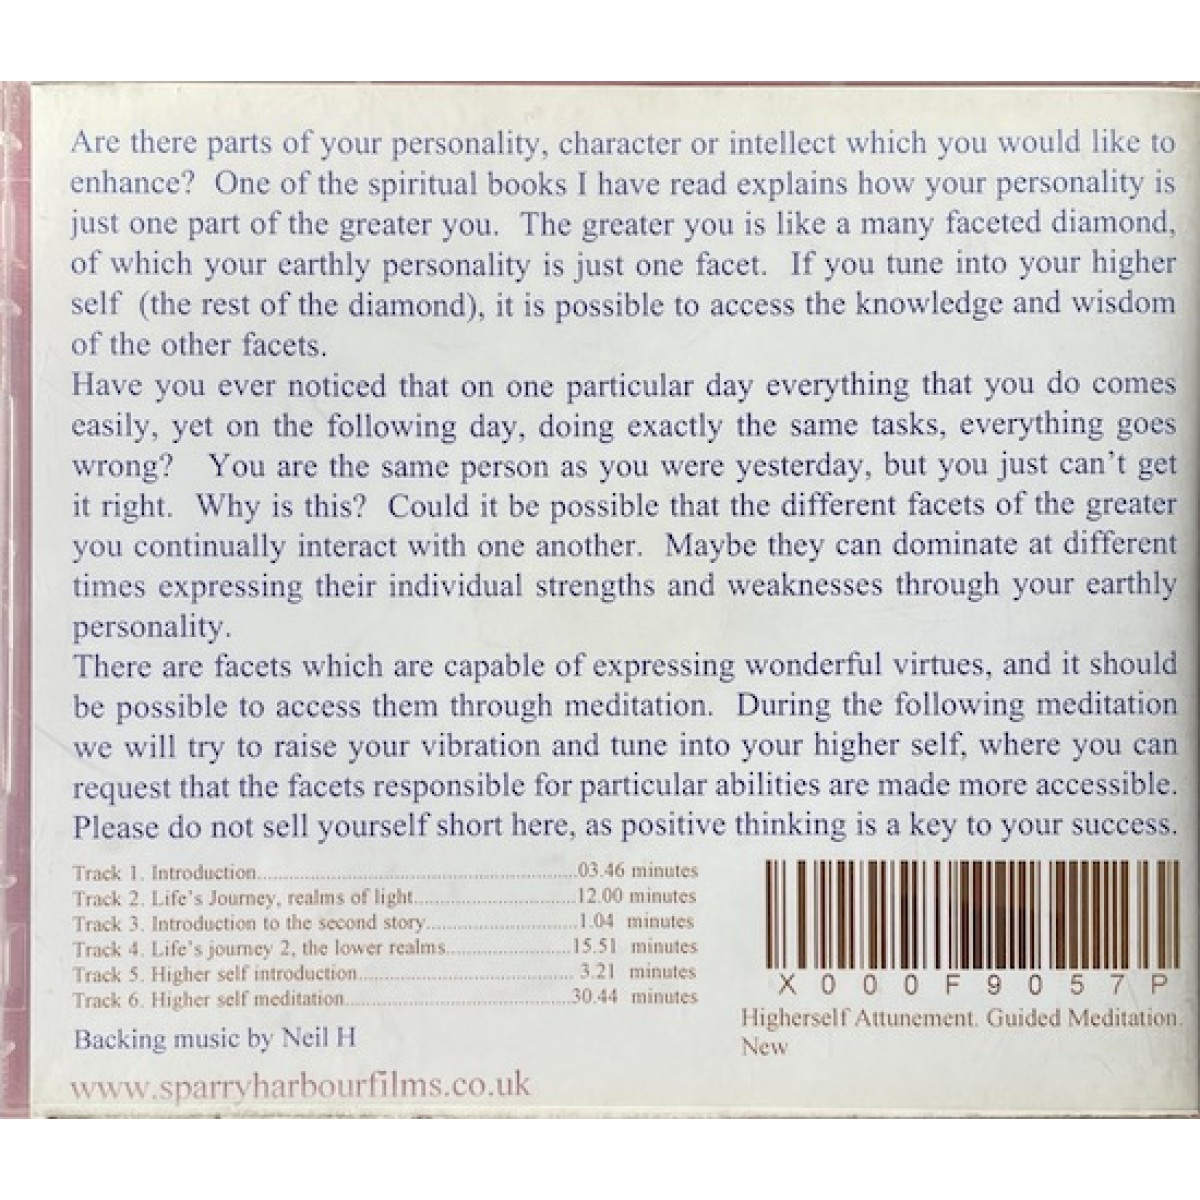 Are there parts of your personality, character or intellect which you would like to
enhance? One of the spiritual books I have read explains how your personality is
just one part of the greater you. The greater you is like a many faceted diamond,
of which your earthly personality is just one facet. If you tune into your higher
self (the rest of the diamond), it is possible to access the knowledge and wisdom
of the other facets.
Have you ever noticed that on one particular day everything that you do comes
easily, yet on the following day, doing exactly the same tasks, everything goes
wrong? You are the same person as you were yesterday, but you just can't get
it right. Why is this? Could it be possible that the different facets of the greater
you continually interact with one another. Maybe they can dominate at different
times expressing their individual strengths and weaknesses through your earthly
personality.
There are facets which are capable of expressing wonderful virtues, and it should
be possible to access them through meditation. During the following meditation
we will try to raise your vibration and tune into your higher self, where you can
request that the facets responsible for particular abilities are made more accessible.
Please do not sell yourself short here, as positive thinking is a key to your success.
Track 1. Introduction............................................................03.46 minutes
Track 2. Life's Journey, realms of light..............................12.00 minutes
Track 3. Introduction to the second story............................1.04 minutes
Track 4. Life's journey 2, the lower realms.......................15.51 minutes
Track 5. Higher self introduction........................................ 3.21 minutes
Track 6. Higher self meditation..........................................30.44 minutes
Backing music by Neil H
www.sparryharbourfilms.co.uk
X000F9057P
Higherself Attunement. Guided Meditation.
New